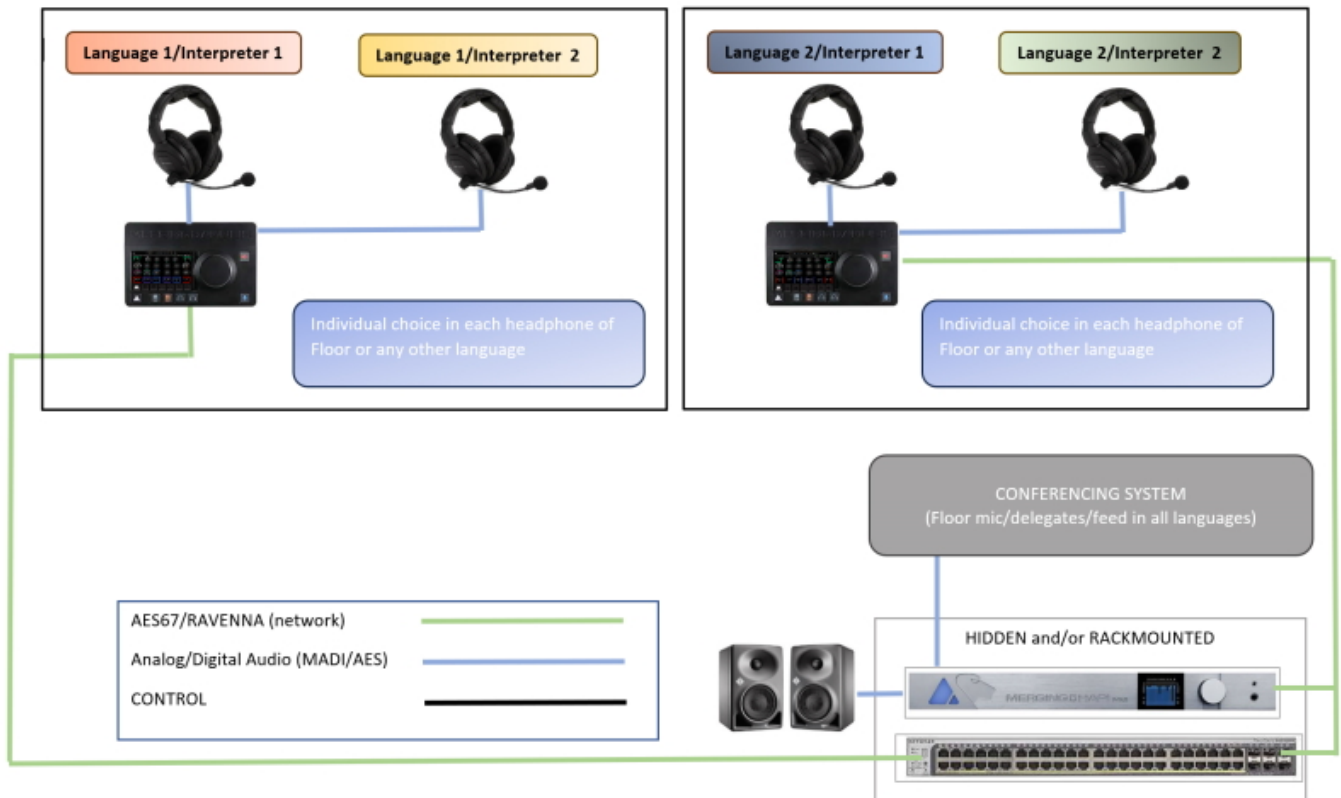 Language 1/Interpreter 1
Language 1/Interpreter 2
Language 2/Interpreter 1
Language 2/Interpreter 2
Individual choice in each headphone of
Floor or any other language
Individual choice in each headphone of
Floor or any other language
CONFERENCING SYSTEM
(Floor mic/delegates/feed in all languages)
AES67/RAVENNA (network)
Analog/Digital Audio (MADI/AES)
CONTROL
HIDDEN and/or RACKMOUNTED
MERGING
HAPI
NETGEAR